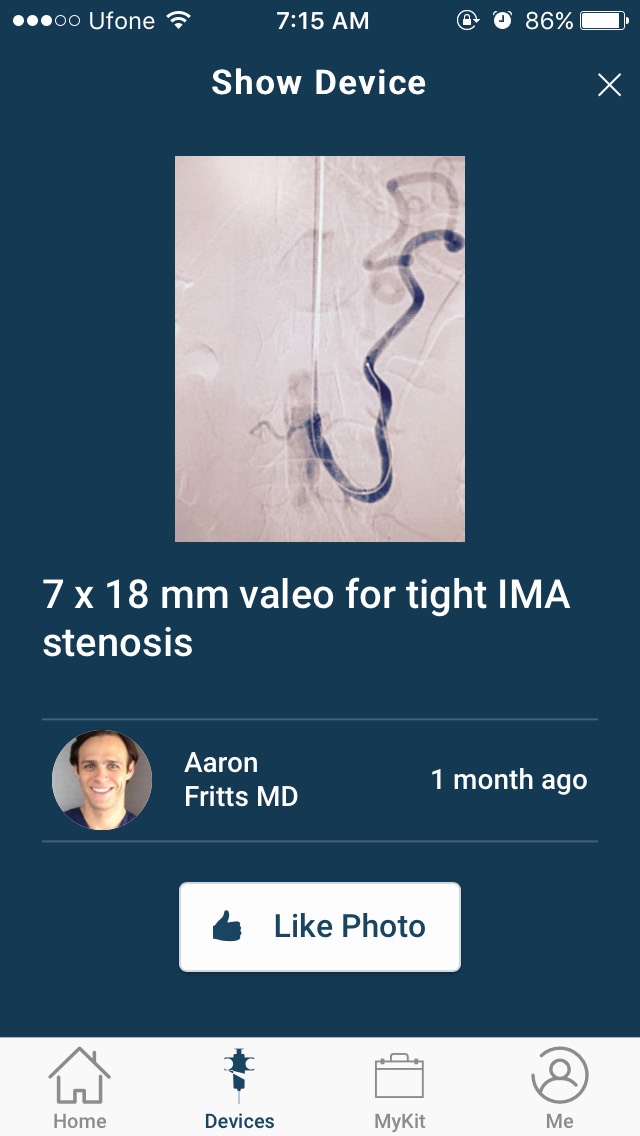 Ufone 7:15 AM 86%
Show Device
7 x 18 mm valeo for tight IMA
stenosis
Aaron
Fritts MD
1 month ago
Like Photo
Home Devices MyKit Me